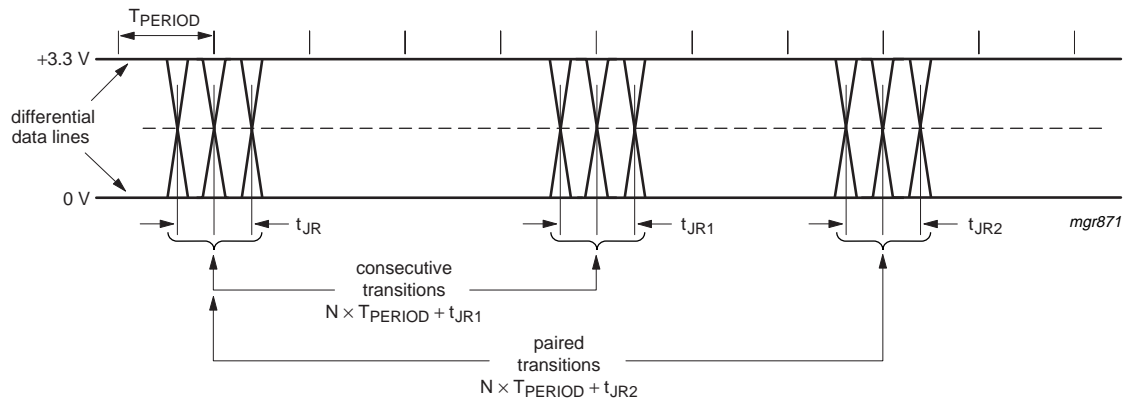 TPERIOD
+3.3 V
differential
data lines
0 V
tJR
tJR1
tJR2
mgr871
consecutive
transitions
N × TPERIOD + tJR1
paired
transitions
N × TPERIOD + tJR2